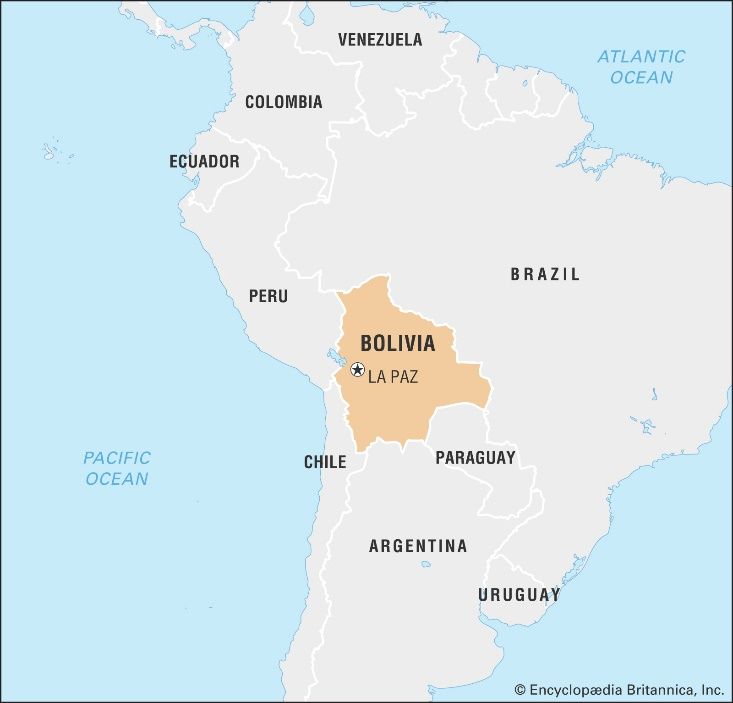 VENEZUELA
ATLANTIC
OCEAN
COLOMBIA
ECUADOR
BRAZIL
PERU
BOLIVIA
LA PAZ
PACIFIC
OCEAN
CHILE
PARAGUAY
ARGENTINA
URUGUAY
© Encyclopædia Britannica, Inc.